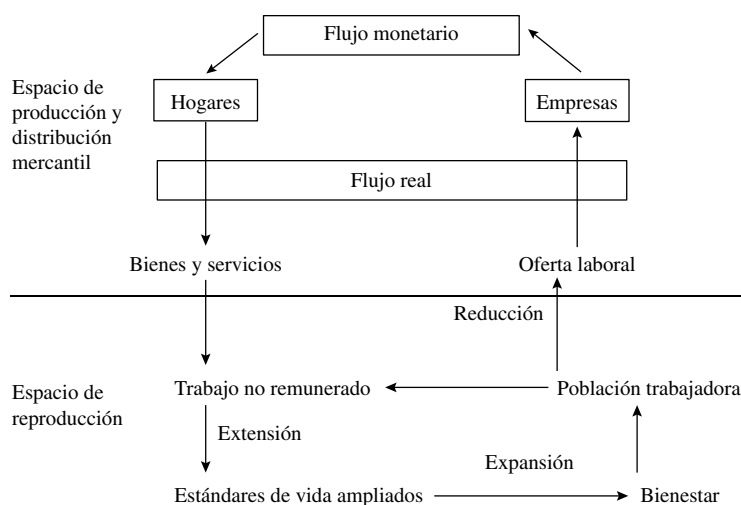 Flujo monetario
Espacio de
producción y
distribución
mercantil
Hogares
Empresas
Flujo real
Bienes y servicios
Oferta laboral
Reducción
Espacio de
reproducción
Trabajo no remunerado
Población trabajadora
Extensión
Expansión
Estándares de vida ampliados
Bienestar